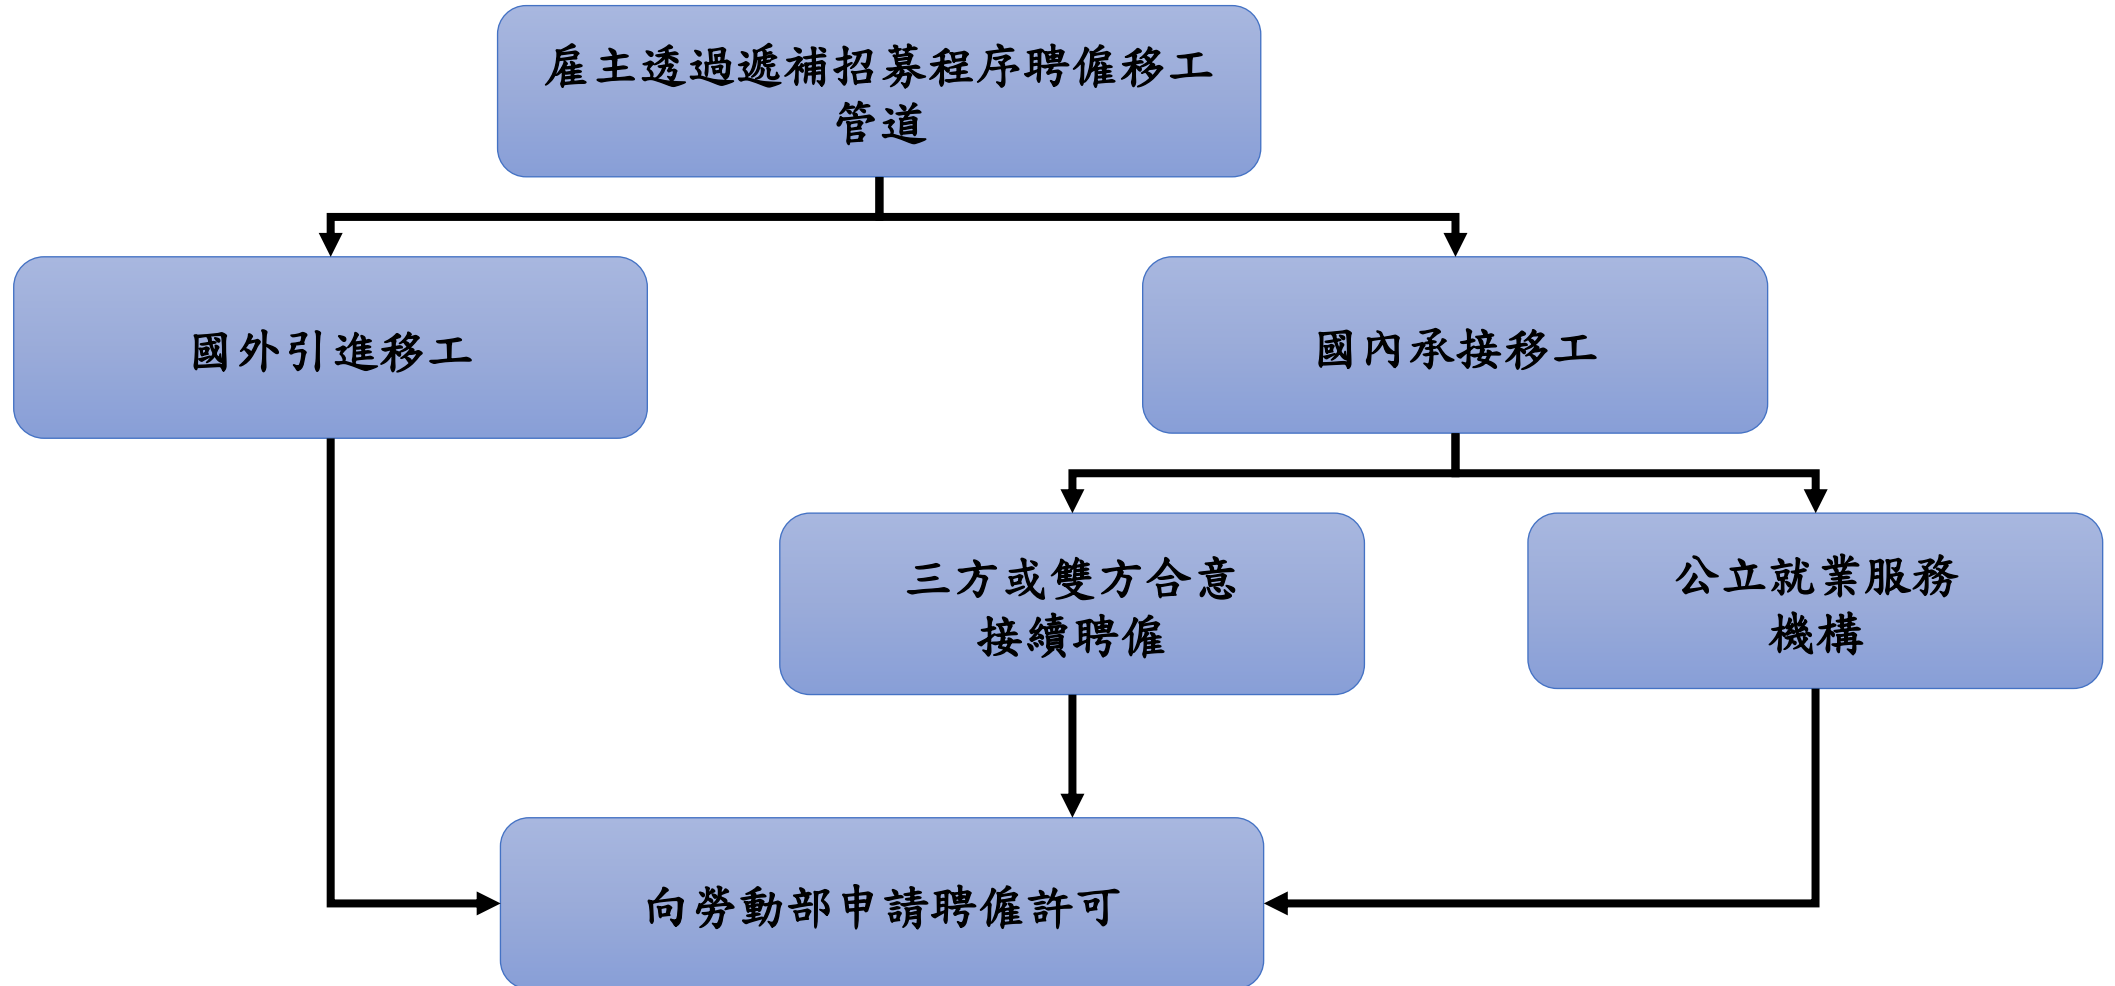 雇主透過遞補招募程序聘僱移工
管道
國外引進移工
國內承接移工
三方或雙方合意
接續聘僱
公立就業服務
機構
向勞動部申請聘僱許可